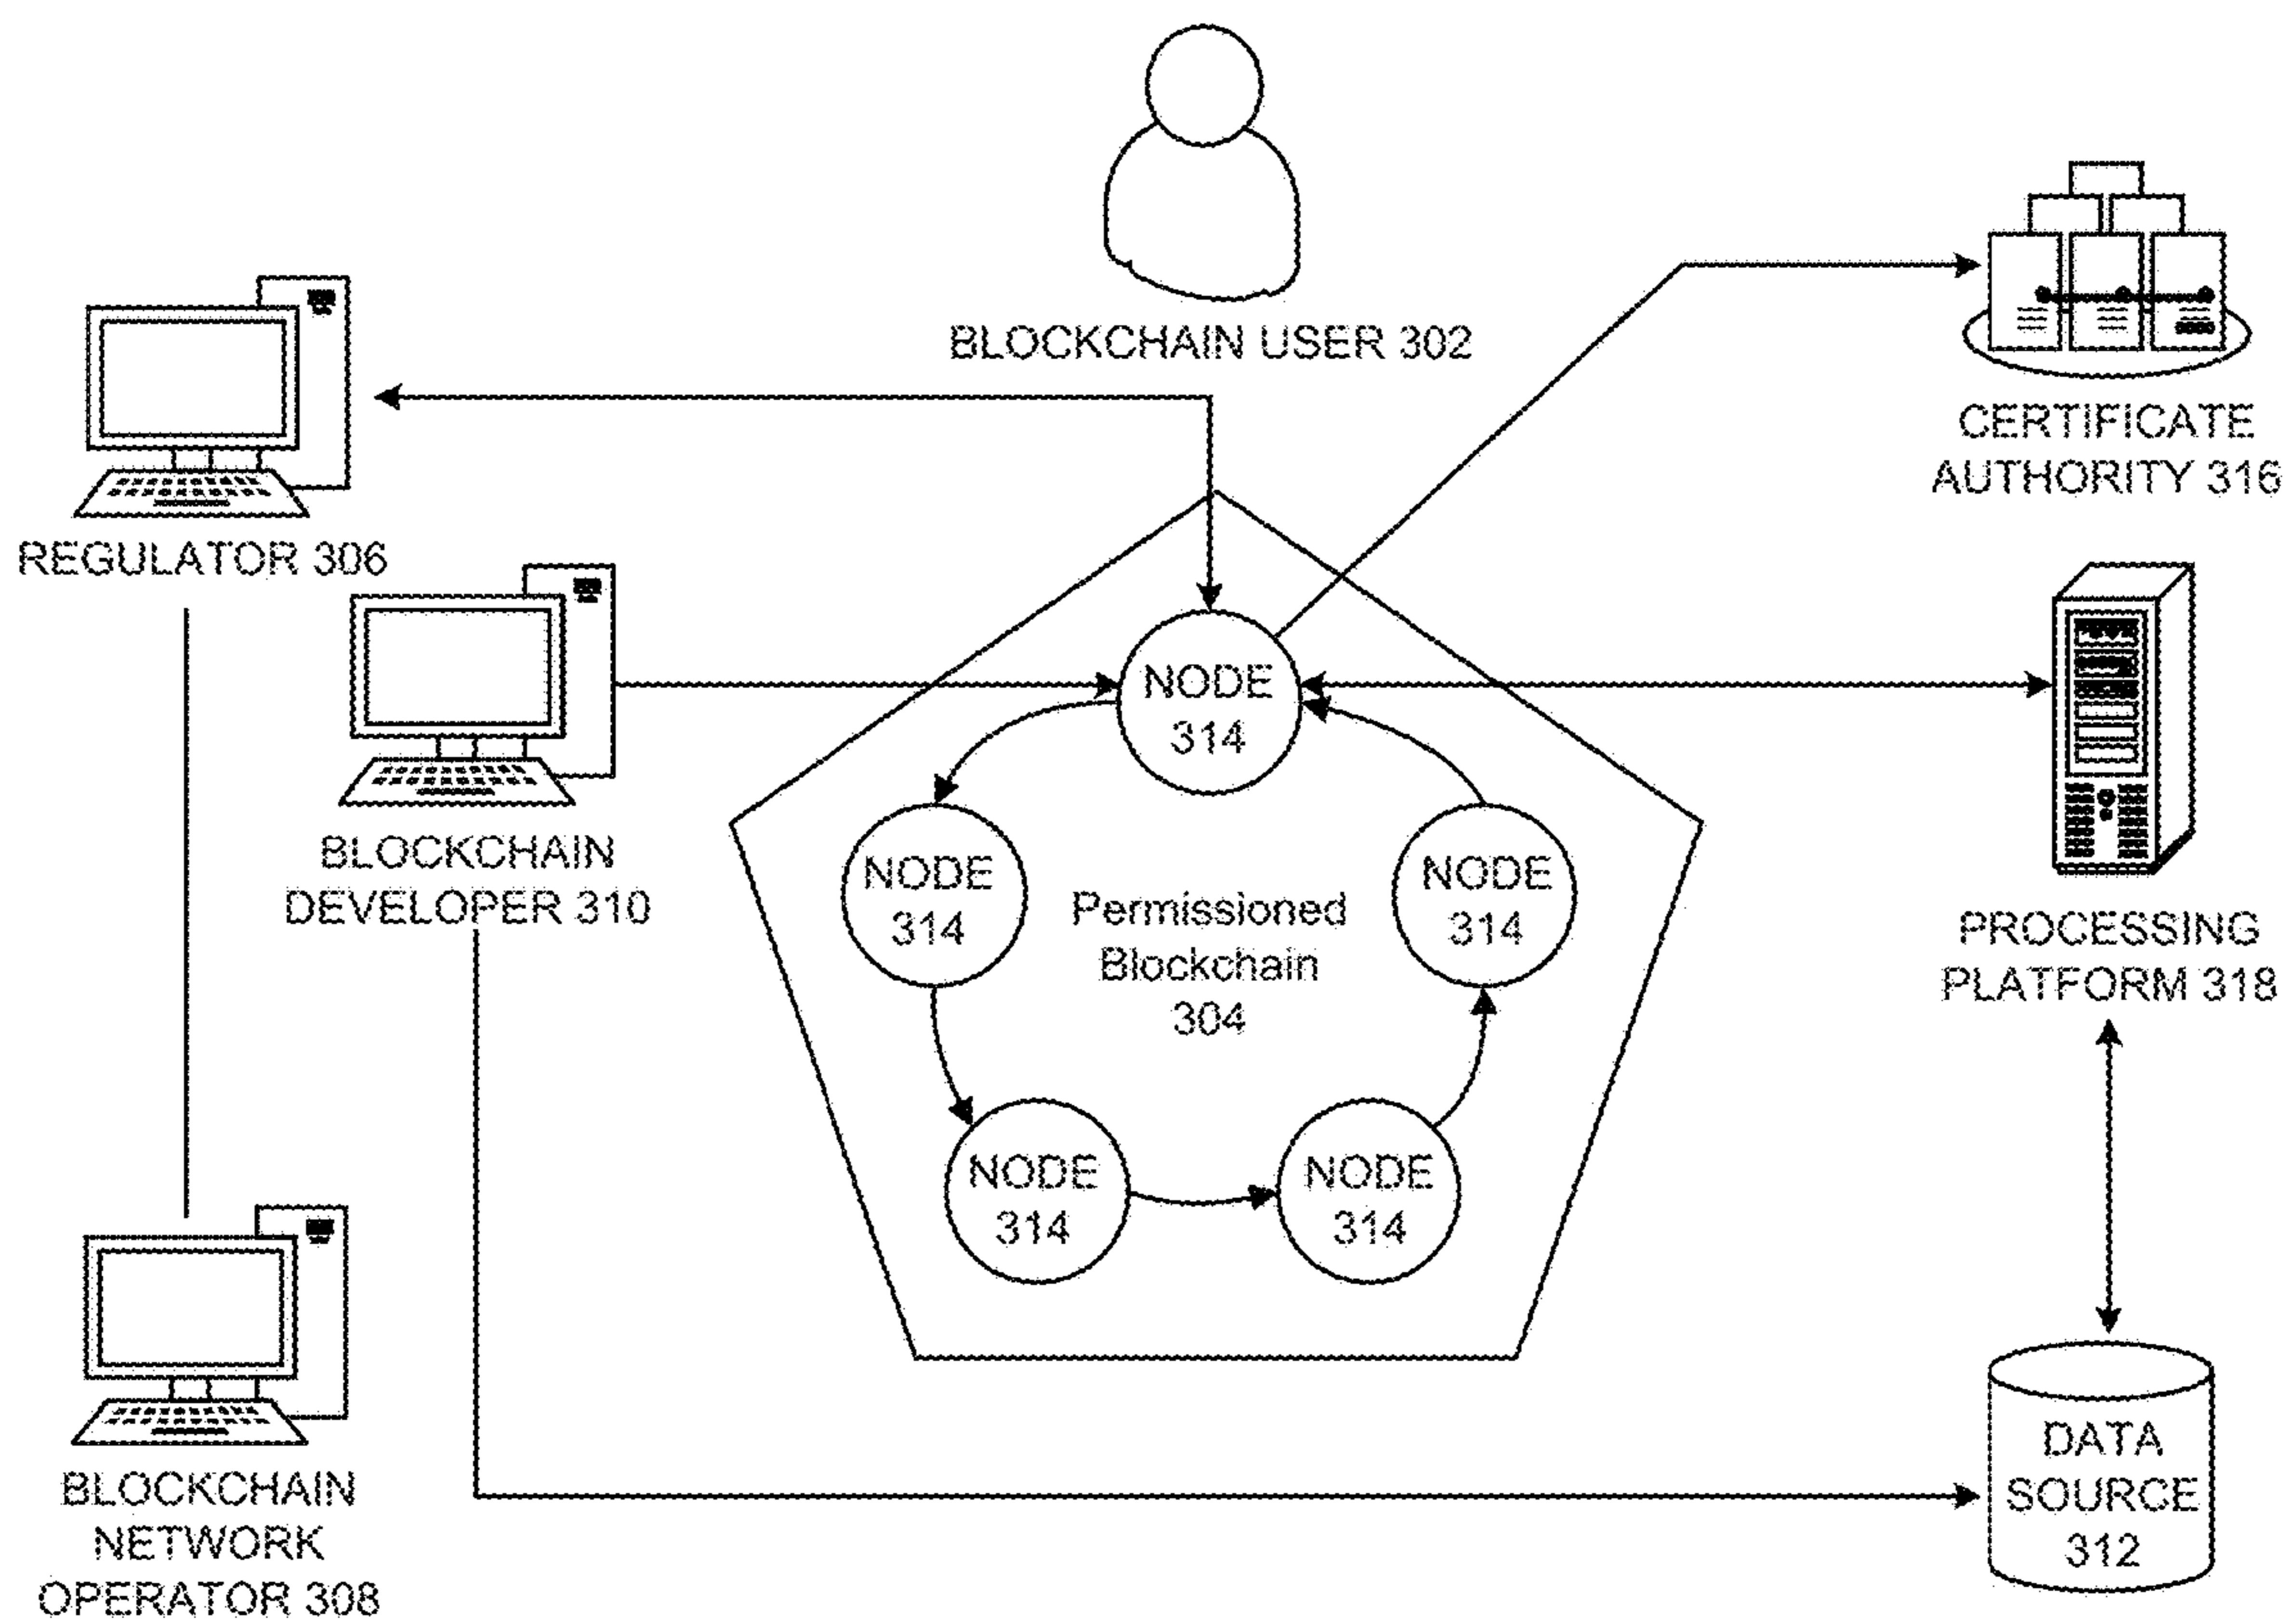 BLOCKCHAIN USER 302
CERTIFICATE
AUTHORITY 316
REGULATOR 306
BLOCKCHAIN
DEVELOPER 310
NODE
314
NODE
314
Permissioned
Blockchain
304
NODE
314
PROCESSING
PLATFORM 318
NODE
314
NODE
314
BLOCKCHAIN
NETWORK
OPERATOR 308
DATA
SOURCE
312